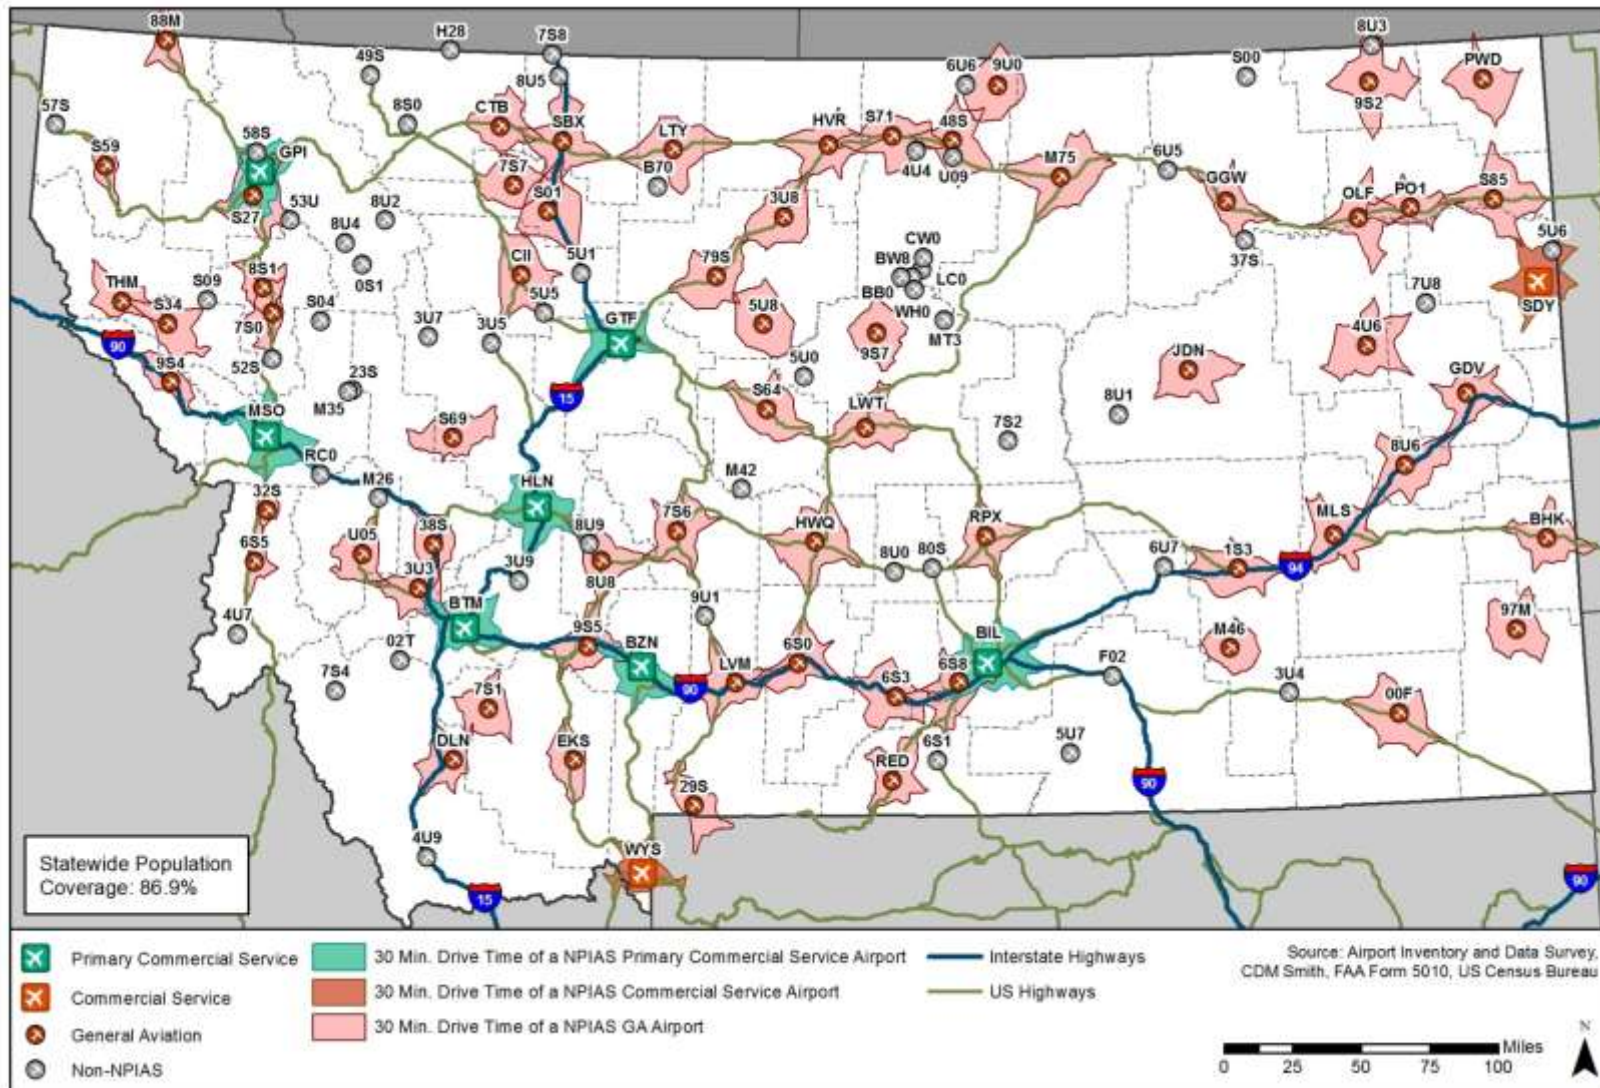 88M
H28
7S8
8U3
49S
8U5
6U6
9U0
S00
PWD
9S2
57S
8S0
CTB
SBX
LTY
HVR
S71
48S
S59
58S
GPI
7S7
B70
4U4
U09
M75
6U5
S27
53U
8U2
S01
3U8
GGW
OLF
PO1
S85
8U4
0S1
CII
5U1
79S
CW0
BW8
LC0
BB0
WH0
37S
5U6
THM
S34
S09
8S1
7S0
S04
3U7
3U5
5U5
GTF
5U8
9S7
MT3
7U8
SDY
4U6
90
9S4
52S
23S
M35
15
5U0
S64
LWT
JDN
8U1
GDV
MSO
S69
7S2
RC0
M26
HLN
M42
8U6
32S
U05
38S
8U9
7S6
HWQ
RPX
MLS
BHK
6S5
3U3
3U9
8U8
8U0
80S
6U7
1S3
94
4U7
BTM
9U1
02T
7S4
9S5
BZN
90
LVM
6S0
6S3
6S8
BIL
F02
M46
97M
3U4
00F
7S1
DLN
EKS
29S
RED
6S1
5U7
90
4U9
15
WYS
90
Statewide Population
Coverage: 86.9%
Primary Commercial Service
Commercial Service
General Aviation
Non-NPIAS
30 Min. Drive Time of a NPIAS Primary Commercial Service Airport
30 Min. Drive Time of a NPIAS Commercial Service Airport
30 Min. Drive Time of a NPIAS GA Airport
Interstate Highways
US Highways
Source: Airport Inventory and Data Survey,
CDM Smith, FAA Form 5010, US Census Bureau
N
Miles
0 25 50 75 100